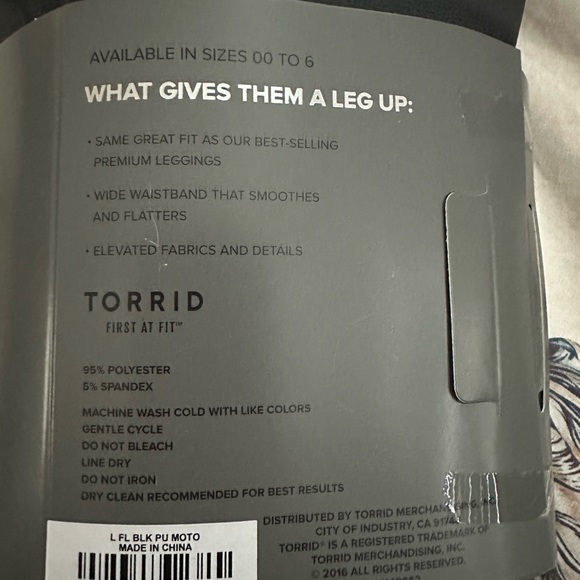 AVAILABLE IN SIZES 00 TO 6
WHAT GIVES THEM A LEG UP:
• SAME GREAT FIT AS OUR BEST-SELLING
PREMIUM LEGGINGS
• WIDE WAISTBAND THAT SMOOTHES
AND FLATTERS
• ELEVATED FABRICS AND DETAILS
TORRID
FIRST AT FIT™
95% POLYESTER
5% SPANDEX
MACHINE WASH COLD WITH LIKE COLORS
GENTLE CYCLE
DO NOT BLEACH
LINE DRY
DO NOT IRON
DRY CLEAN RECOMMENDED FOR BEST RESULTS
DISTRIBUTED BY TORRID
CITY OF INDUSTRY, CA
TORRID® IS A REGISTERED TRADEMARK OF
TORRID MERCHANDISING, INC.
© 2016 ALL RIGHTS RESERVED
L FL BLK PU MOTO
MADE IN CHINA